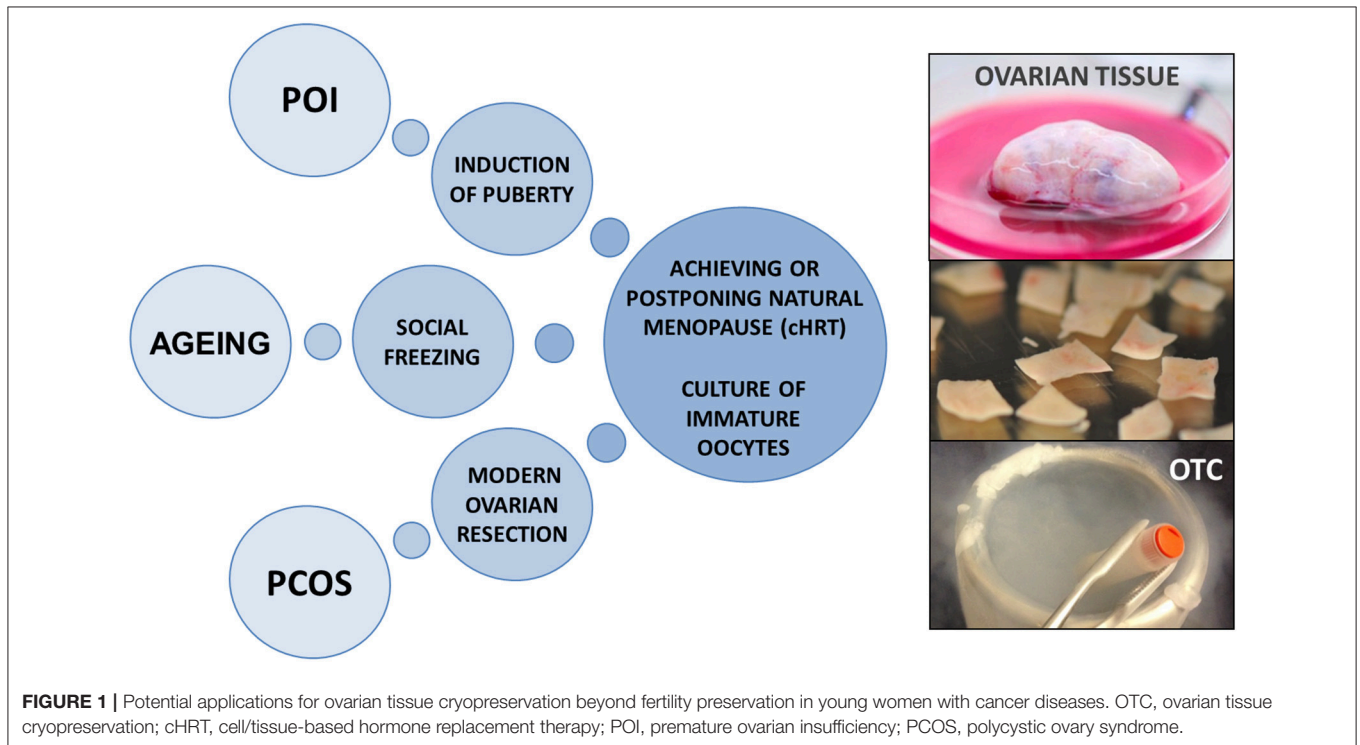 POI
INDUCTION
OF PUBERTY
AGEING
SOCIAL
FREEZING
PCOS
MODERN
OVARIAN
RESECTION
ACHIEVING OR
POSTPONING NATURAL
MENOPAUSE (cHRT)
CULTURE OF
IMMATURE
OOCYTES
OVARIAN TISSUE
OTC
FIGURE 1 | Potential applications for ovarian tissue cryopreservation beyond fertility preservation in young women with cancer diseases. OTC, ovarian tissue
cryopreservation; cHRT, cell/tissue-based hormone replacement therapy; POI, premature ovarian insufficiency; PCOS, polycystic ovary syndrome.